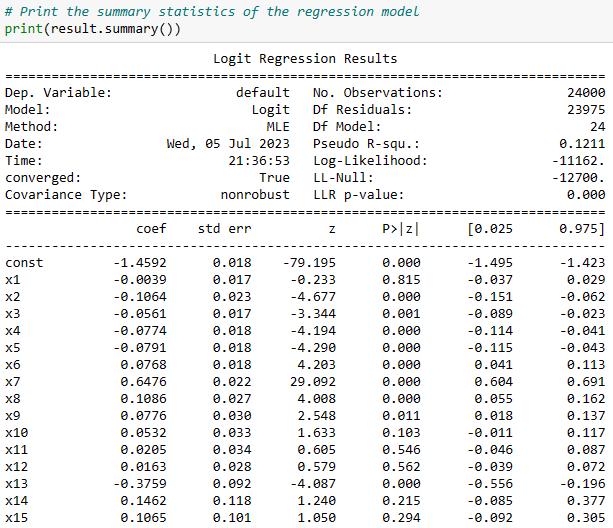 # Print the summary statistics of the regression model
print(result.summary())
Logit Regression Results
==============================================================================
Dep. Variable: default No. Observations: 24000
Model: Logit Df Residuals: 23975
Method: MLE Df Model: 24
Date: Wed, 05 Jul 2023 Pseudo R-squ.: 0.1211
Time: 21:36:53 Log-Likelihood: -11162.
converged: True LL-Null: -12700.
Covariance Type: nonrobust LLR p-value: 0.000
==============================================================================
coef std err z P>|z| [0.025 0.975]
------------------------------------------------------------------------------
const -1.4592 0.018 -79.195 0.000 -1.495 -1.423
x1 -0.0039 0.017 -0.233 0.815 -0.037 0.029
x2 -0.1064 0.023 -4.677 0.000 -0.151 -0.062
x3 -0.0561 0.017 -3.344 0.001 -0.089 -0.023
x4 -0.0774 0.018 -4.194 0.000 -0.114 -0.041
x5 -0.0791 0.018 -4.290 0.000 -0.115 -0.043
x6 0.0768 0.018 4.203 0.000 0.041 0.113
x7 0.6476 0.022 29.092 0.000 0.604 0.691
x8 0.1086 0.027 4.008 0.000 0.055 0.162
x9 0.0776 0.030 2.548 0.011 0.018 0.137
x10 0.0532 0.033 1.633 0.103 -0.011 0.117
x11 0.0205 0.034 0.605 0.546 -0.046 0.087
x12 0.0163 0.028 0.579 0.562 -0.039 0.072
x13 -0.3759 0.092 -4.087 0.000 -0.556 -0.196
x14 0.1462 0.118 1.240 0.215 -0.085 0.377
x15 0.1065 0.101 1.050 0.294 -0.092 0.305